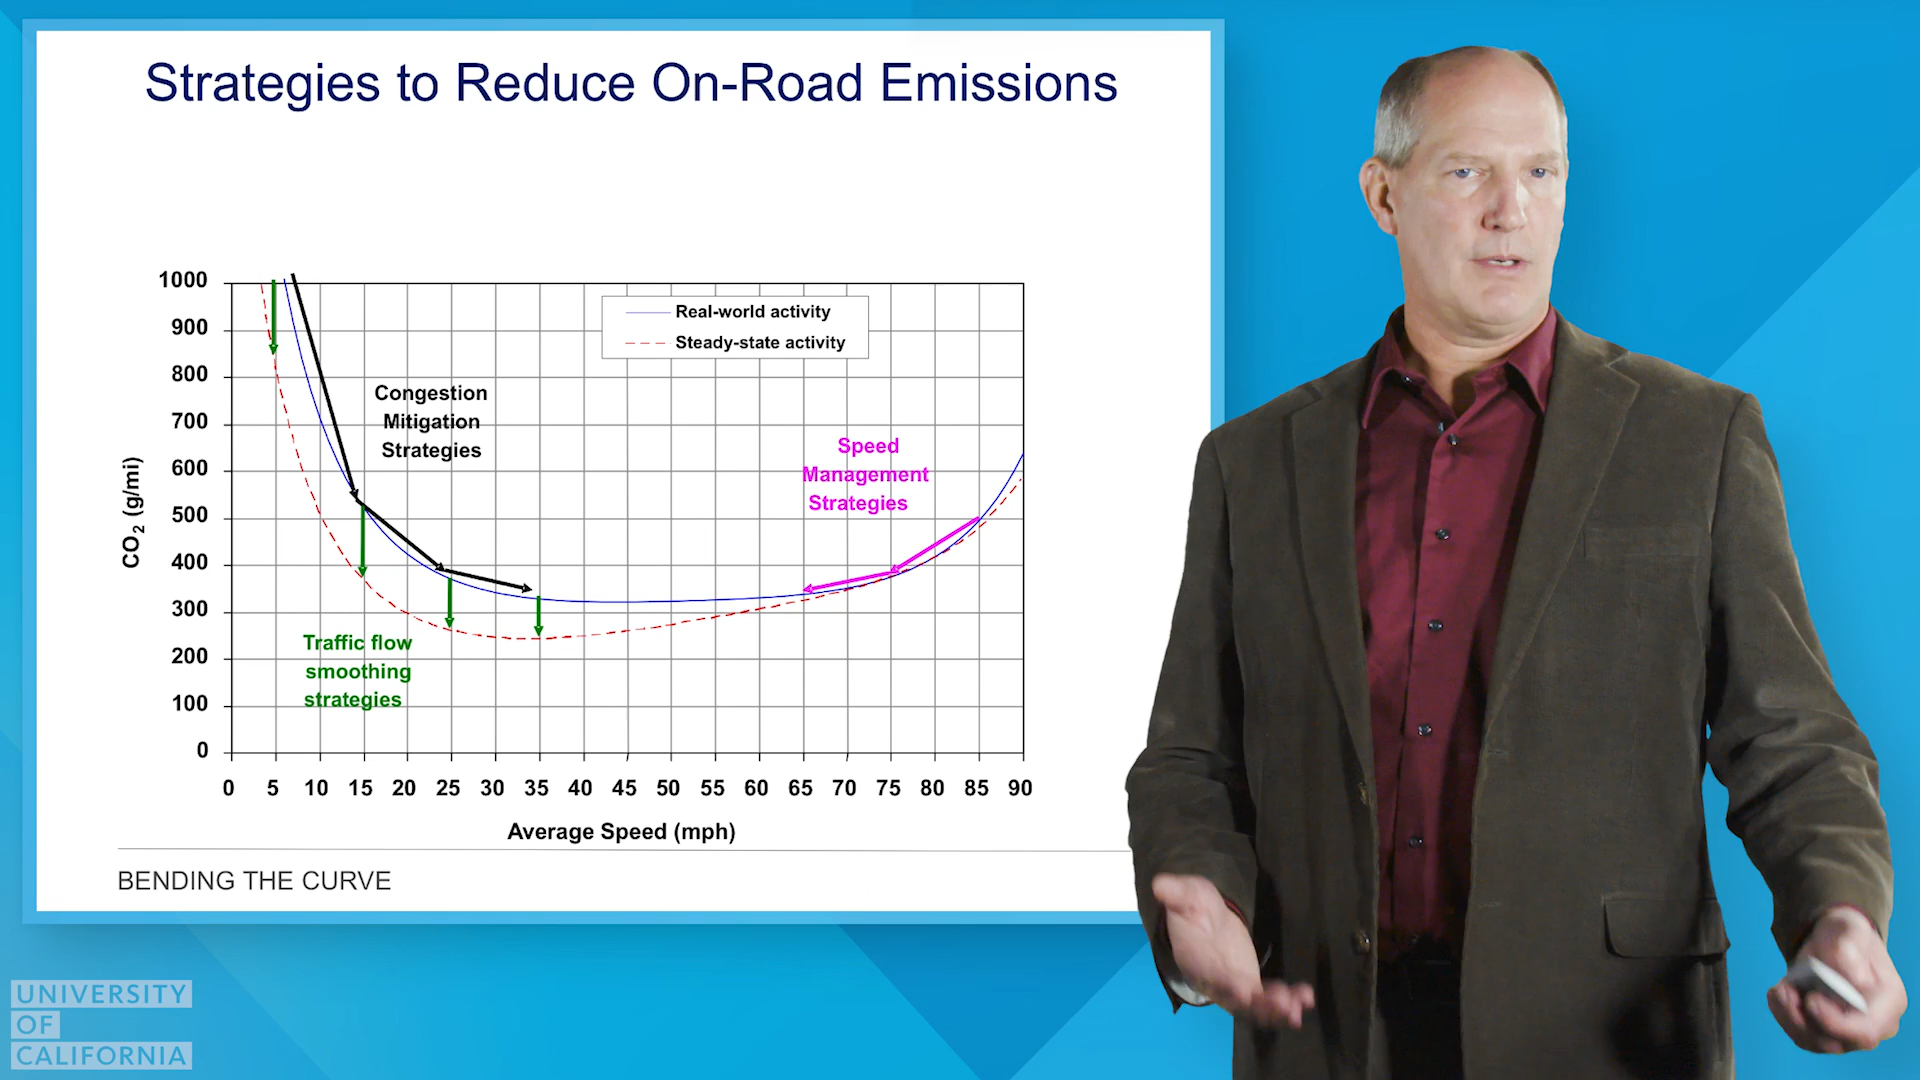 Strategies to Reduce On-Road Emissions
1000
900
800
700
600
500
400
300
200
100
0
CO2 (g/mi)
Real-world activity
Steady-state activity
Congestion
Mitigation
Strategies
Speed
Management
Strategies
Traffic flow
smoothing
strategies
0 5 10 15 20 25 30 35 40 45 50 55 60 65 70 75 80 85 90
Average Speed (mph)
BENDING THE CURVE
UNIVERSITY
OF
CALIFORNIA